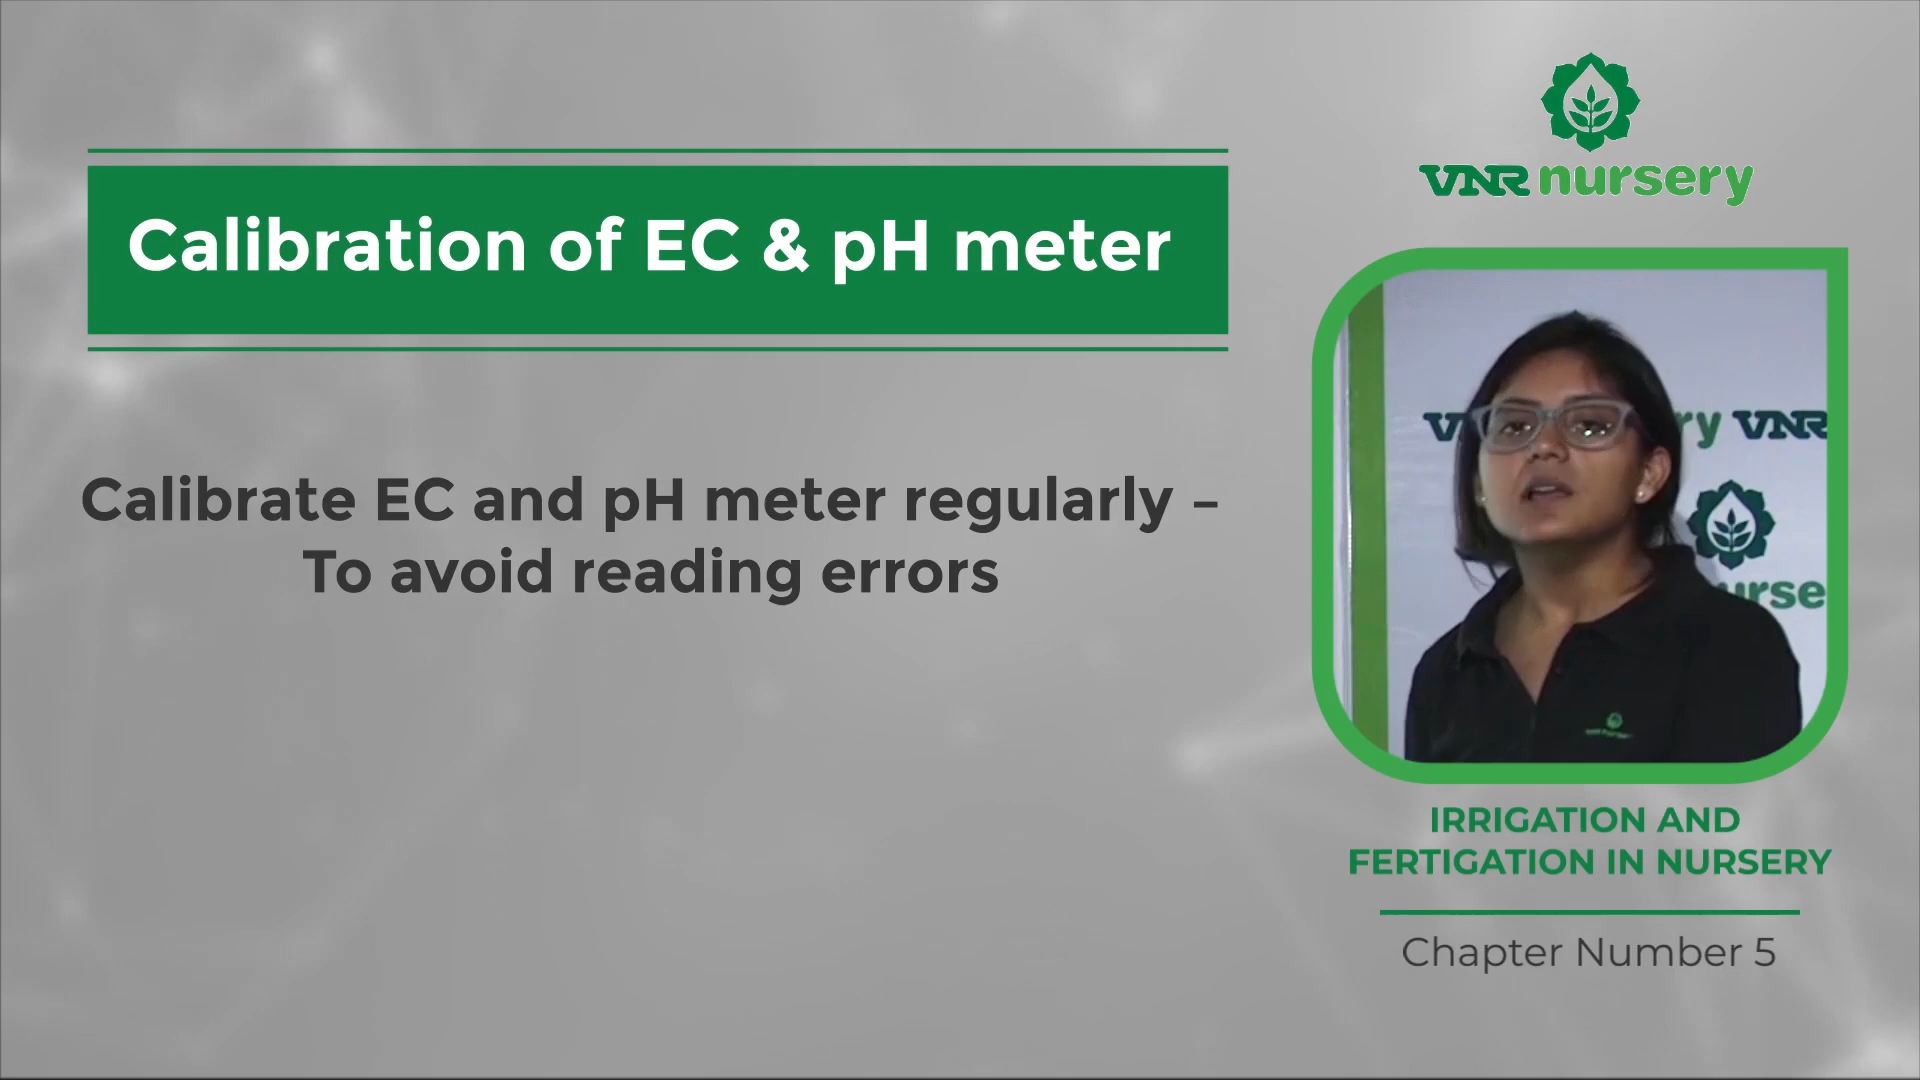 VNR nursery
Calibration of EC & pH meter
Calibrate EC and pH meter regularly –
To avoid reading errors
VNR
IRRIGATION AND
FERTIGATION IN NURSERY
Chapter Number 5